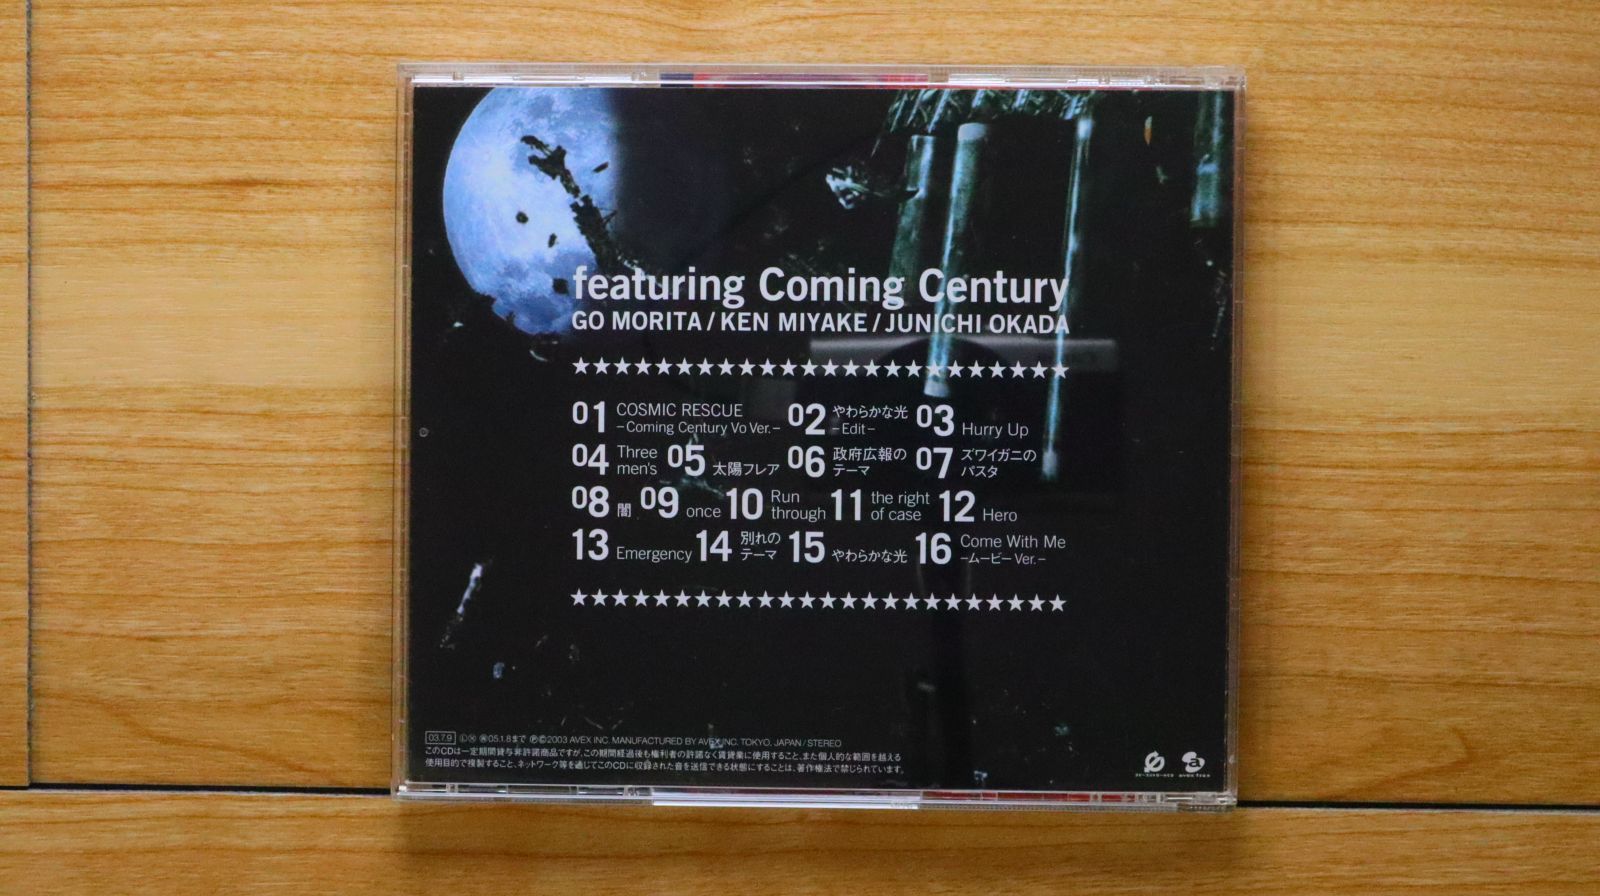 featuring Coming Century
GO MORITA / KEN MIYAKE / JUNICHI OKADA
★★★★★★★★★★★★★★★★★★★★★★★★
01 COSMIC RESCUE
–Coming Century Vo Ver.–
02 やわらかな光
–Edit–
03 Hurry Up
04 Three
men's
05 太陽フレア
06 政府広報の
テーマ
07 ズワイガニの
パスタ
08 闇
09 once
10 Run
through
11 the right
of case
12 Hero
13 Emergency
14 別れの
テーマ
15 やわらかな光
16 Come With Me
–ムービー Ver.–
★★★★★★★★★★★★★★★★★★★★★★★★
03.7.9 Ⓛ Ⓧ 05.1.8まで ℗©2003 AVEX INC. MANUFACTURED BY AVEX INC. TOKYO, JAPAN / STEREO
このCDは一定期間貸与非許諾商品ですが、この期間経過後も権利者の許諾なく賃貸業に使用すること、また個人的な範囲を越える
使用目的で複製すること、ネットワーク等を通じてこのCDに収録された音を送信できる状態にすることは、著作権法で禁じられています。
avex trax